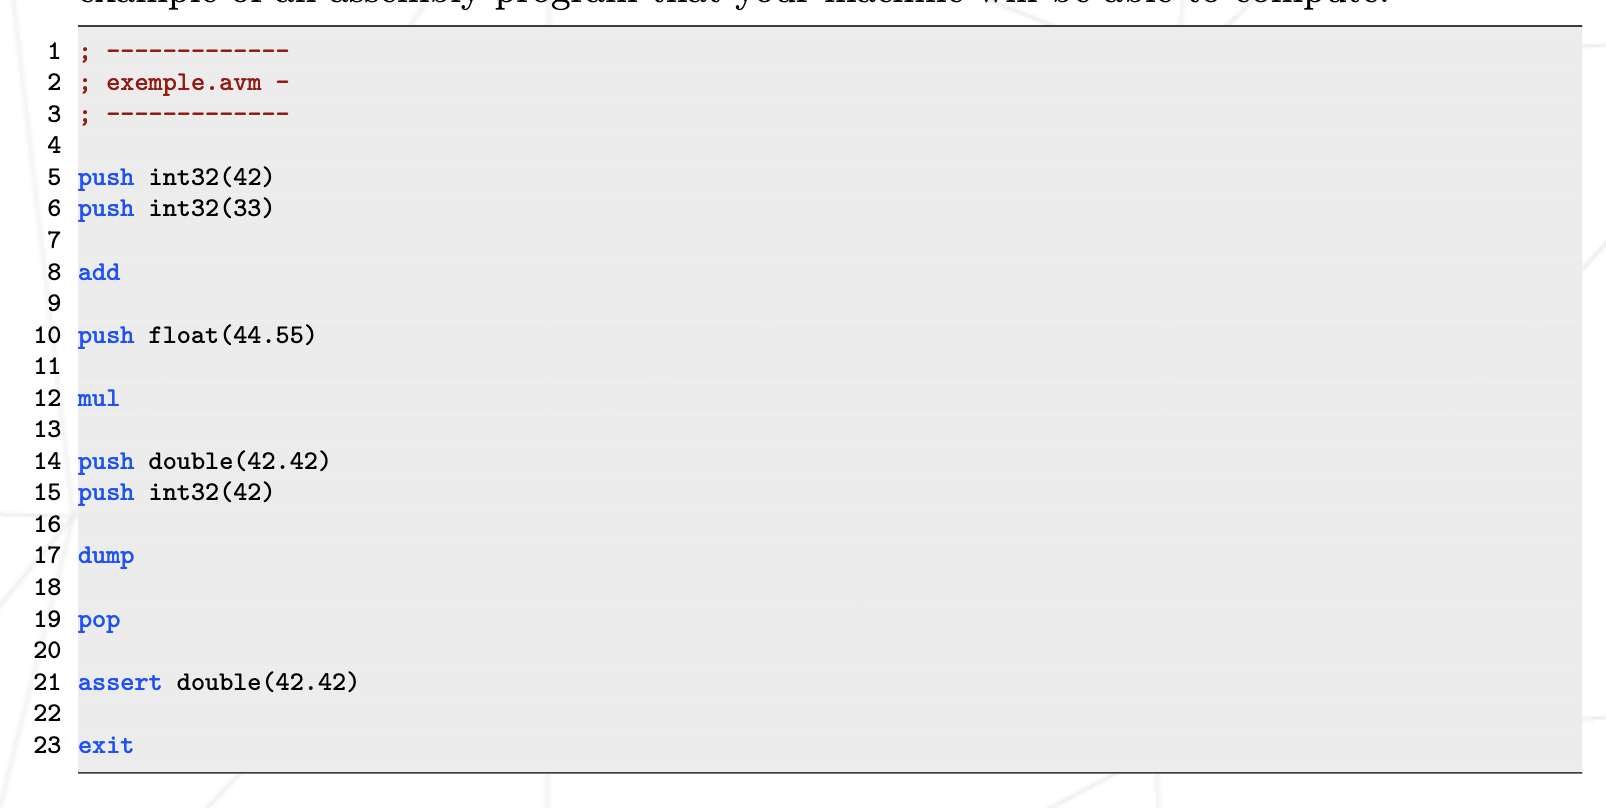 example of an assembly program that your machine will be able to compute.
1 ; -------------
2 ; exemple.avm -
3 ; -------------
4
5 push int32(42)
6 push int32(33)
7
8 add
9
10 push float(44.55)
11
12 mul
13
14 push double(42.42)
15 push int32(42)
16
17 dump
18
19 pop
20
21 assert double(42.42)
22
23 exit